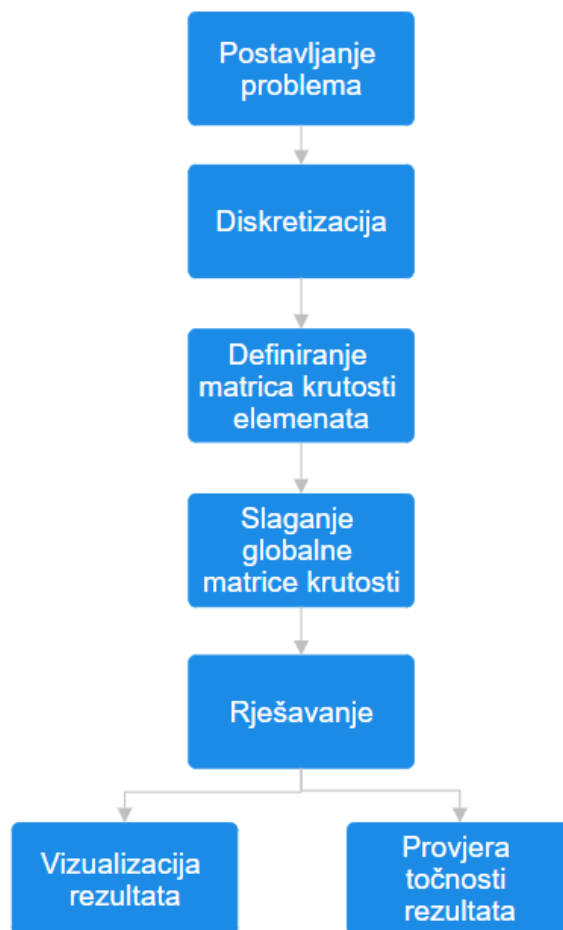 Postavljanje
problema
Diskretizacija
Definiranje
matrica krutosti
elemenata
Slaganje
globalne
matrice krutosti
Rješavanje
Vizualizacija
rezultata
Provjera
točnosti
rezultata